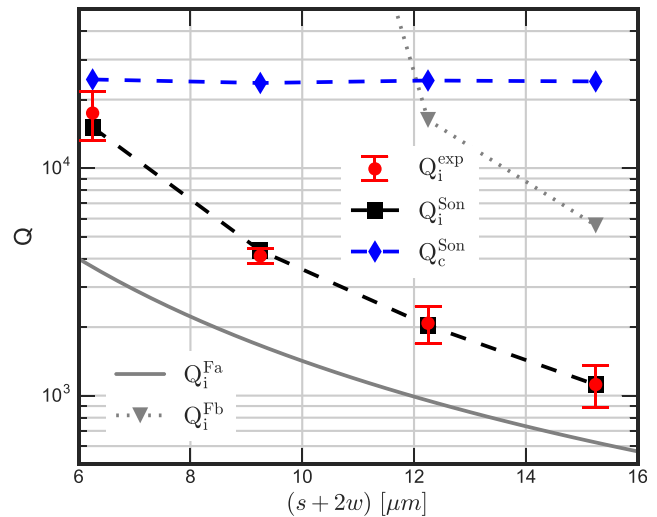 Q
10^4
10^3
Q_i^exp
Q_i^Son
Q_c^Son
Q_i^Fa
Q_i^Fb
6 8 10 12 14 16
(s + 2w) [μm]